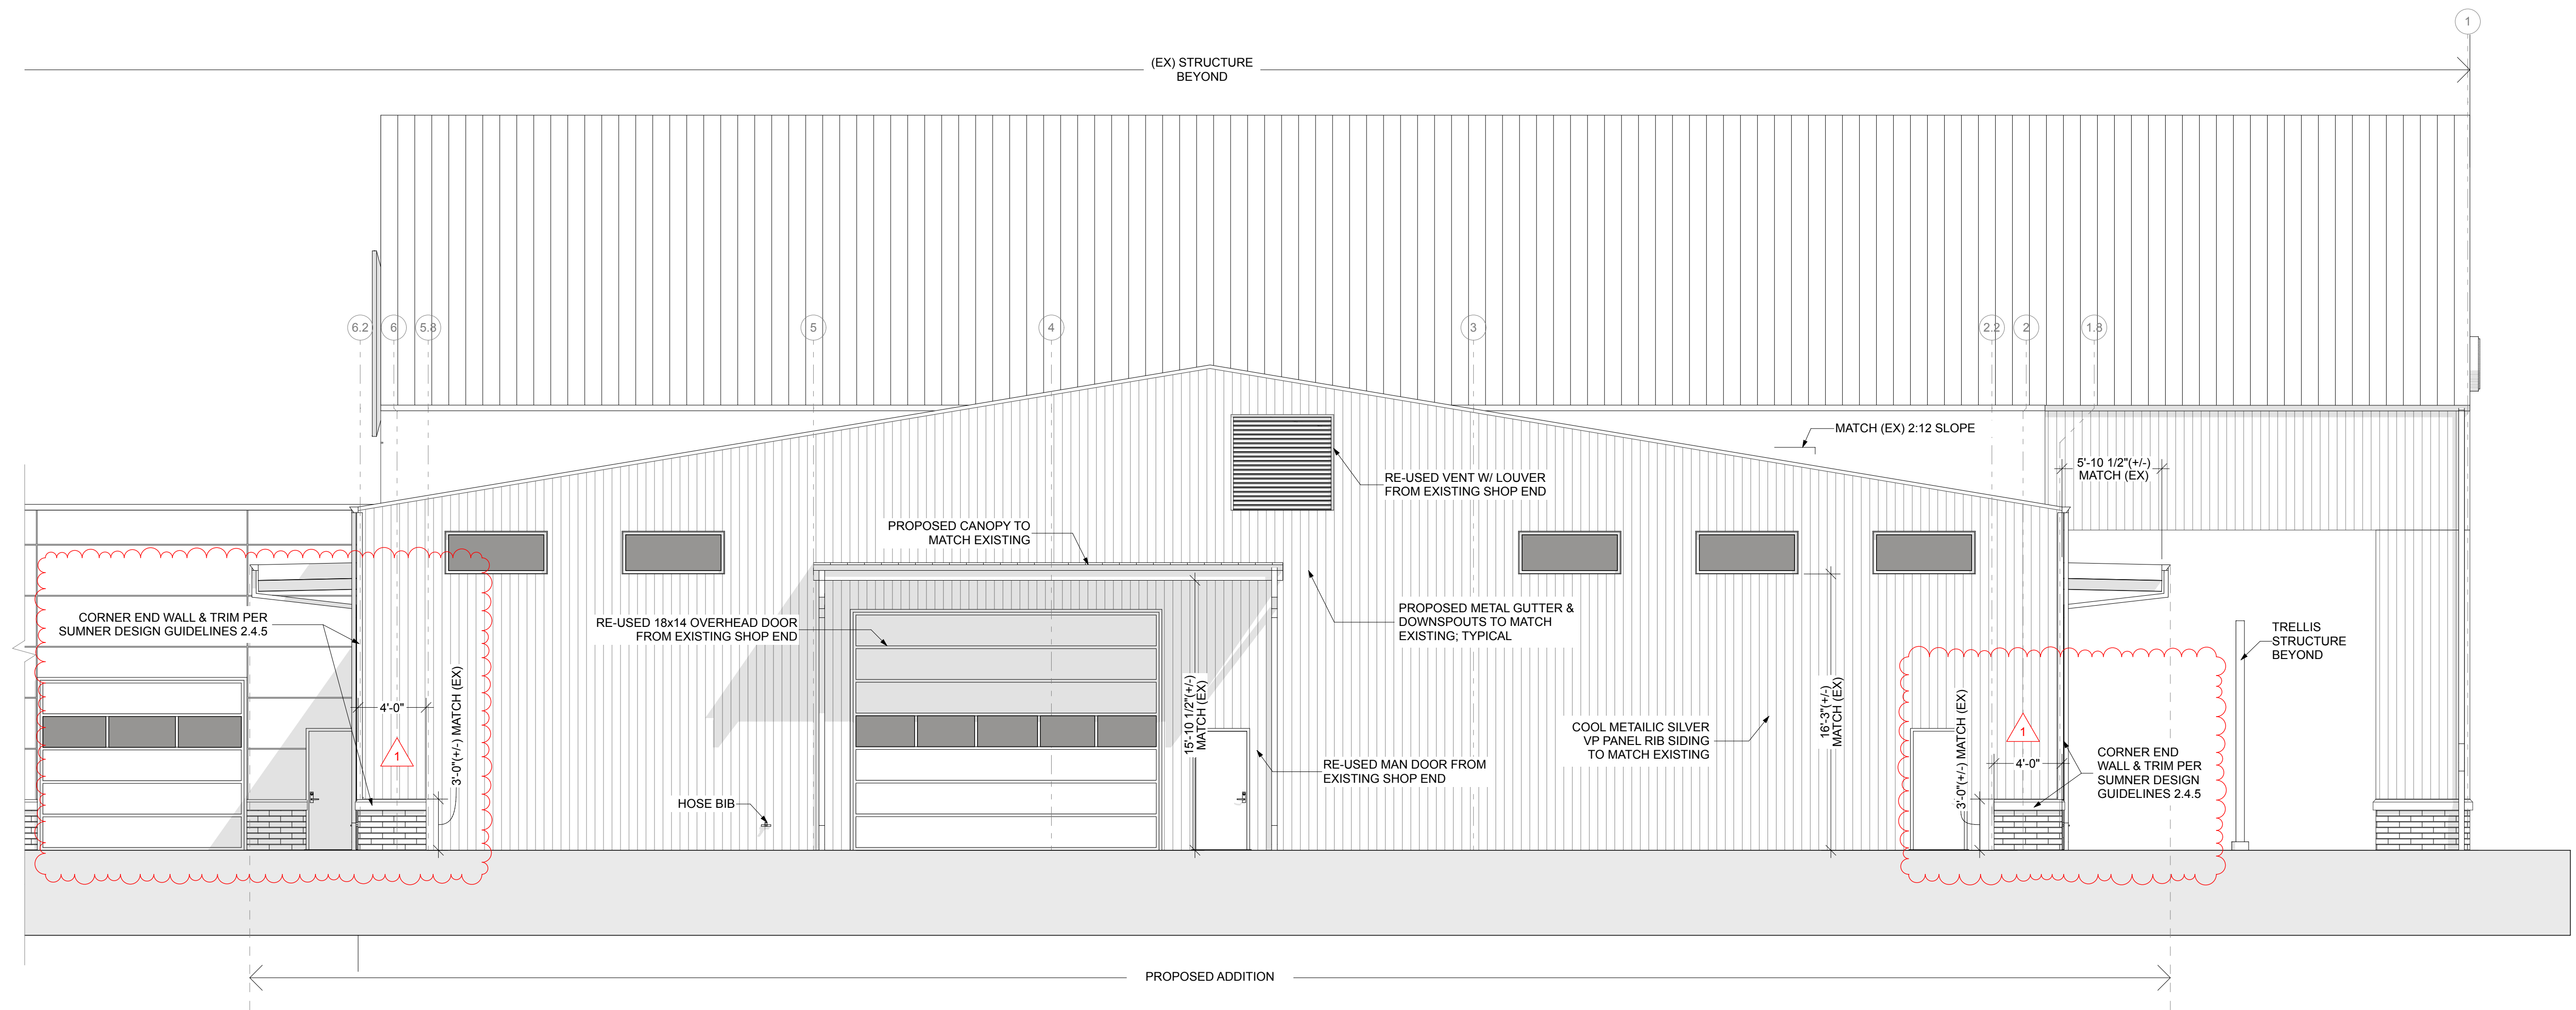 1
(EX) STRUCTURE
BEYOND
6.2
6
5.8
5
4
3
2.2
2
1.8
MATCH (EX) 2:12 SLOPE
5'-10 1/2"(+/-)
MATCH (EX)
RE-USED VENT W/ LOUVER
FROM EXISTING SHOP END
PROPOSED CANOPY TO
MATCH EXISTING
CORNER END WALL & TRIM PER
SUMNER DESIGN GUIDELINES 2.4.5
RE-USED 18x14 OVERHEAD DOOR
FROM EXISTING SHOP END
PROPOSED METAL GUTTER &
DOWNSPOUTS TO MATCH
EXISTING; TYPICAL
TRELLIS
STRUCTURE
BEYOND
4'-0"
3'-0"(+/-) MATCH (EX)
1
15'-10 1/2"(+/-)
MATCH (EX)
16'-3"(+/-)
MATCH (EX)
COOL METAILIC SILVER
VP PANEL RIB SIDING
TO MATCH EXISTING
3'-0"(+/-) MATCH (EX)
1
4'-0"
CORNER END
WALL & TRIM PER
SUMNER DESIGN
GUIDELINES 2.4.5
RE-USED MAN DOOR FROM
EXISTING SHOP END
HOSE BIB
PROPOSED ADDITION